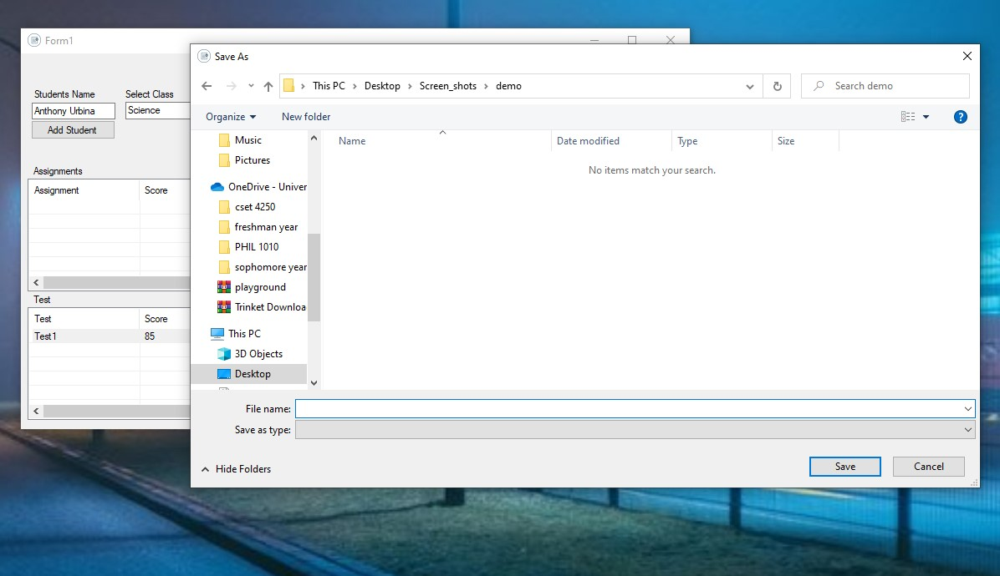 Form1
Students Name
Select Class
Anthony Urbina
Science
Add Student
Assignments
Assignment Score
Test
Test Score
Test1 85
Save As
This PC > Desktop > Screen_shots > demo
Search demo
Organize
New folder
Name Date modified Type Size
No items match your search.
Music
Pictures
OneDrive - Univer
cset 4250
freshman year
PHIL 1010
sophomore year
playground
Trinket Downloa
This PC
3D Objects
Desktop
File name:
Save as type:
Hide Folders
Save
Cancel